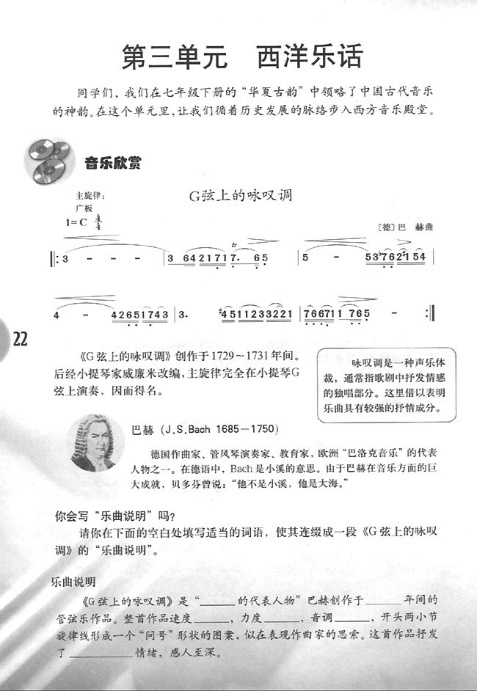 第三单元 西洋乐话
同学们、我们在七年级下册的“华夏古韵”中领略了中国古代音乐
的神韵。在这个单元里，让我们循着历史发展的脉络步入西方音乐殿堂。
音乐欣赏
主旋律：
G弦上的咏叹调
广板
1=C 4/4
［德］巴 赫曲
3 - - - | 3 6421717. 65 | 5 - 53762154
4 - - 42651743 | 3. 4511233221 | 766711 765 - :‖
22
《G弦上的咏叹调》创作于1729～1731年间。
后经小提琴家威廉米改编，主旋律完全在小提琴G
弦上演奏，因而得名。
咏叹调是一种声乐体
裁，通常指歌剧中抒发情感
的独唱部分。这里借以表明
乐曲具有较强的抒情成分。
巴赫（J.S.Bach 1685－1750）
德国作曲家、管风琴演奏家、教育家，欧洲“巴洛克音乐”的代表
人物之一。在德语中，Bach是小溪的意思。由于巴赫在音乐方面的巨
大成就，贝多芬曾说：“他不是小溪，他是大海。”
你会写“乐曲说明”吗？
请你在下面的空白处填写适当的词语，使其连缀成一段《G弦上的咏叹
调》的“乐曲说明”。
乐曲说明
《G弦上的咏叹调》是“______的代表人物”巴赫创作于______年间的
管弦乐作品。整首作品速度______，力度______，音调______，开头两小节
旋律线形成一个“问号”形状的图案，似在表现作曲家的思索。这首作品抒发
了__________情绪，感人至深。